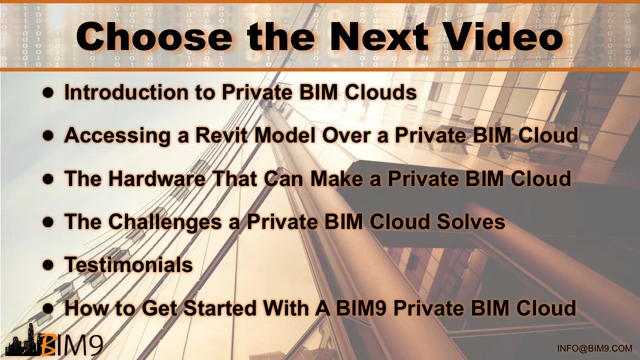 Choose the Next Video
• Introduction to Private BIM Clouds
• Accessing a Revit Model Over a Private BIM Cloud
• The Hardware That Can Make a Private BIM Cloud
• The Challenges a Private BIM Cloud Solves
• Testimonials
• How to Get Started With A BIM9 Private BIM Cloud
BIM9
INFO@BIM9.COM